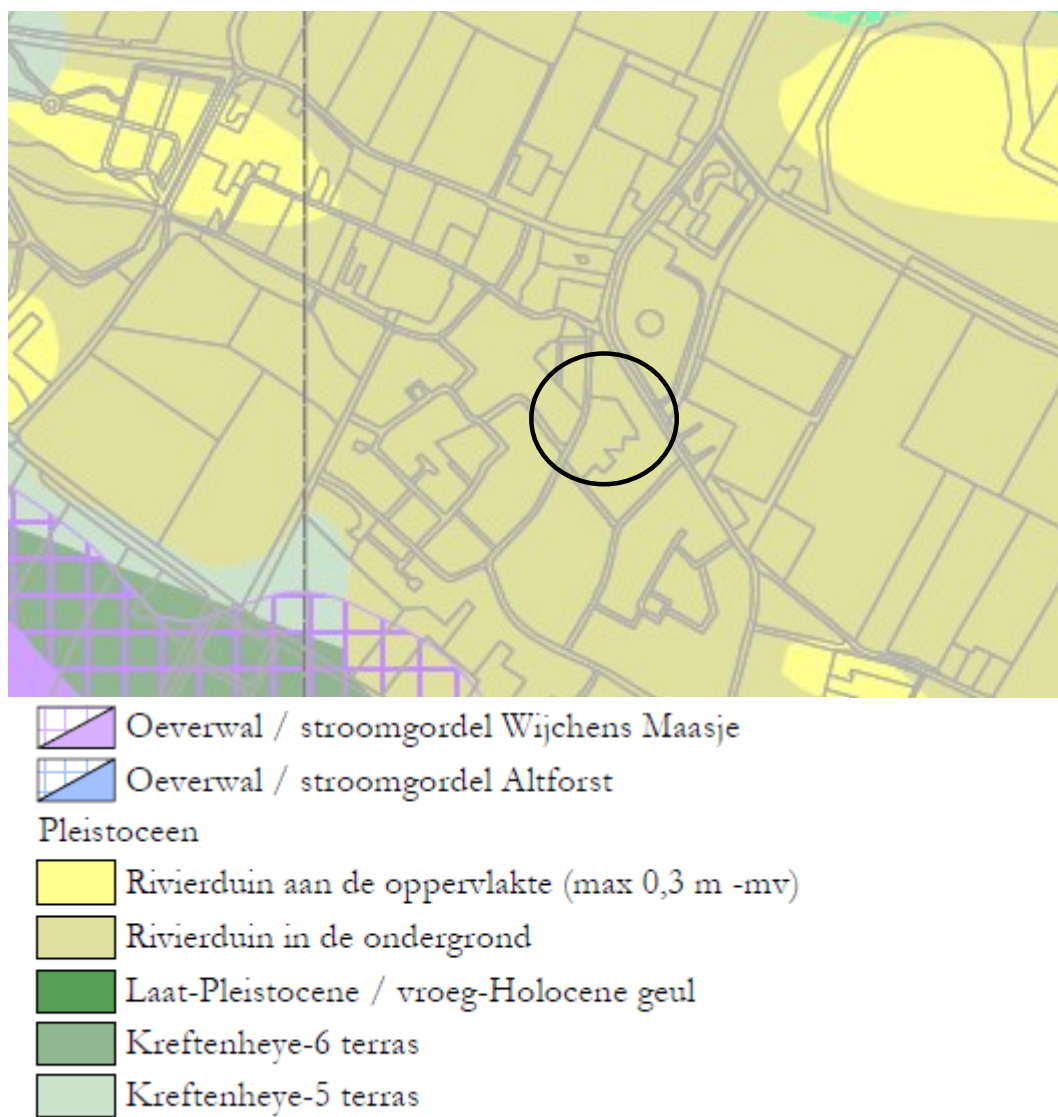 Oeverwal / stroomgordel Wijchens Maasje
Oeverwal / stroomgordel Altforst
Pleistoceen
Rivierduin aan de oppervlakte (max 0,3 m -mv)
Rivierduin in de ondergrond
Laat-Pleistocene / vroeg-Holocene geul
Kreftenheye-6 terras
Kreftenheye-5 terras